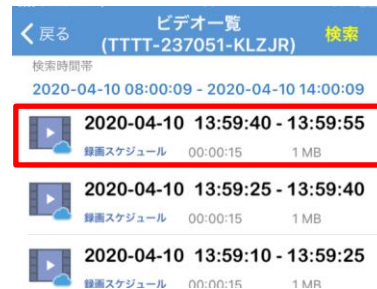 戻る
ビデオ一覧
(TTTT-237051-KLZJR)
検索
検索時間帯
2020-04-10 08:00:09 - 2020-04-10 14:00:09
2020-04-10 13:59:40 - 13:59:55
録画スケジュール 00:00:15 1 MB
2020-04-10 13:59:25 - 13:59:40
録画スケジュール 00:00:15 1 MB
2020-04-10 13:59:10 - 13:59:25
録画スケジュール 00:00:15 1 MB